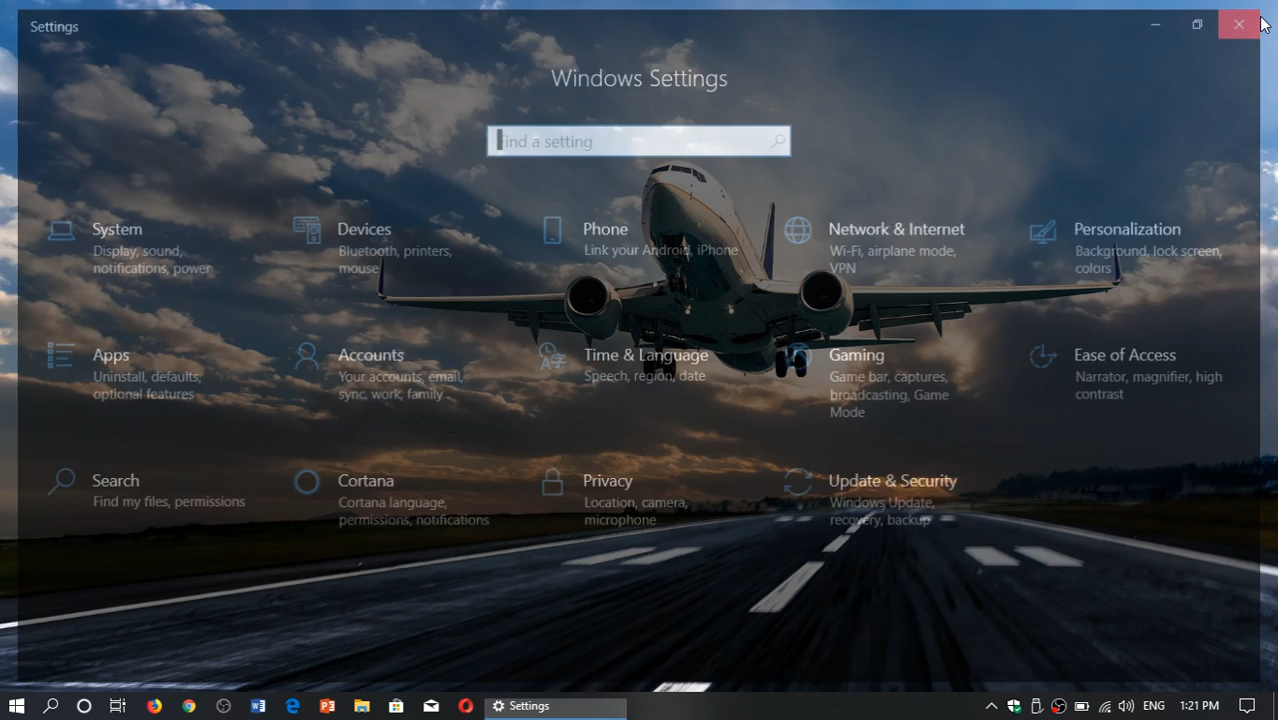 Settings
Windows Settings
Find a setting
System
Display, sound,
notifications, power
Devices
Bluetooth, printers,
mouse
Phone
Link your Android, iPhone
Network & Internet
Wi-Fi, airplane mode,
VPN
Personalization
Background, lock screen,
colors
Apps
Uninstall, defaults,
optional features
Accounts
Your accounts, email,
sync, work, family
Time & Language
Speech, region, date
Gaming
Game bar, captures,
broadcasting, Game
Mode
Ease of Access
Narrator, magnifier, high
contrast
Search
Find my files, permissions
Cortana
Cortana language,
permissions, notifications
Privacy
Location, camera,
microphone
Update & Security
Windows Update,
recovery, backup
Settings
ENG
1:21 PM